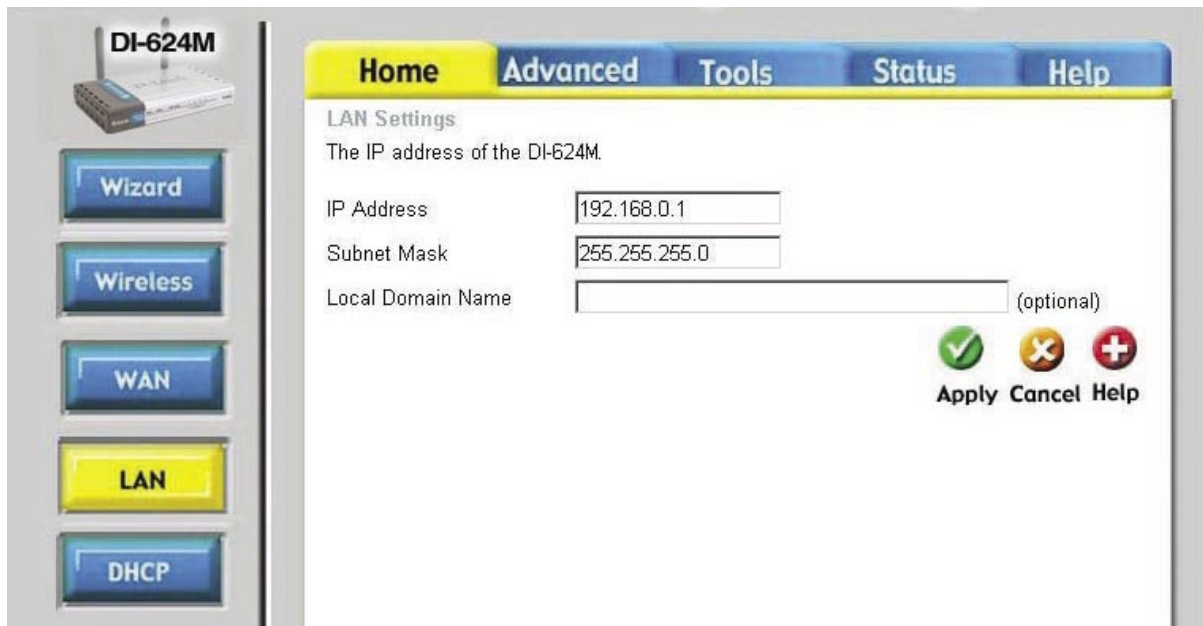 DI-624M
Home Advanced Tools Status Help
Wizard
Wireless
WAN
LAN
DHCP
LAN Settings
The IP address of the DI-624M.
IP Address 192.168.0.1
Subnet Mask 255.255.255.0
Local Domain Name (optional)
Apply Cancel Help